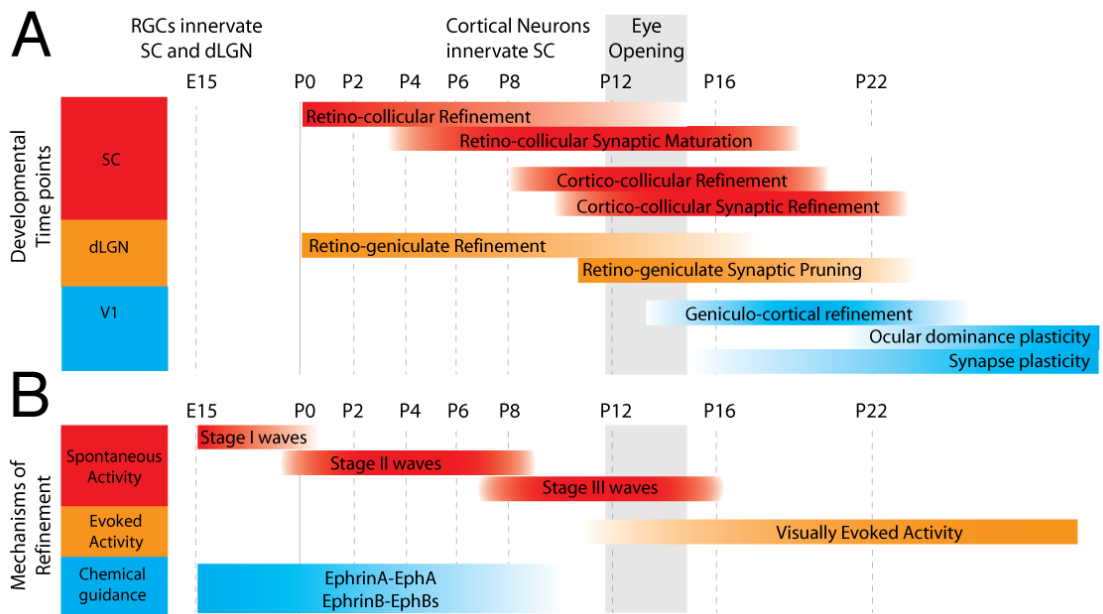 A
RGCs innervate
SC and dLGN
Cortical Neurons
innervate SC
Eye
Opening
E15 P0 P2 P4 P6 P8 P12 P16 P22
Developmental
Time points
SC
Retino-collicular Refinement
Retino-collicular Synaptic Maturation
Cortico-collicular Refinement
Cortico-collicular Synaptic Refinement
dLGN
Retino-geniculate Refinement
Retino-geniculate Synaptic Pruning
V1
Geniculo-cortical refinement
Ocular dominance plasticity
Synapse plasticity
B
E15 P0 P2 P4 P6 P8 P12 P16 P22
Mechanisms of
Refinement
Spontaneous
Activity
Stage I waves
Stage II waves
Stage III waves
Evoked
Activity
Visually Evoked Activity
Chemical
guidance
EphrinA-EphA
EphrinB-EphBs